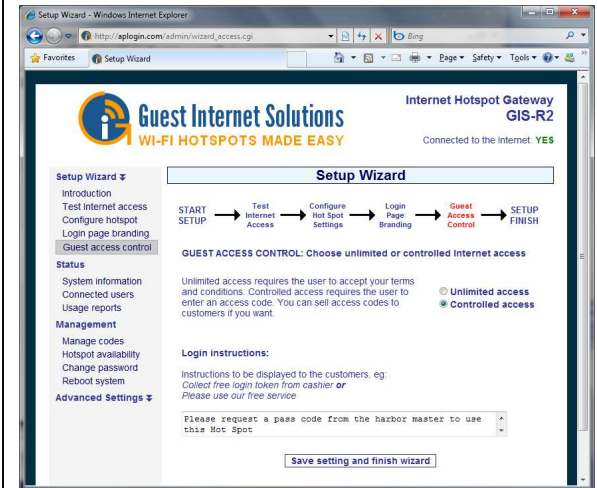 Setup Wizard - Windows Internet Explorer
http://aplogin.com/admin/wizard_access.cgi
Bing
Favorites
Setup Wizard
Page
Safety
Tools
Guest Internet Solutions
WI-FI HOTSPOTS MADE EASY
Internet Hotspot Gateway
GIS-R2
Connected to the Internet: YES
Setup Wizard
Introduction
Test Internet access
Configure hotspot
Login page branding
Guest access control
Status
System information
Connected users
Usage reports
Management
Manage codes
Hotspot availability
Change password
Reboot system
Advanced Settings
Setup Wizard
START
SETUP
Test
Internet
Access
Configure
Hot Spot
Settings
Login
Page
Branding
Guest
Access
Control
SETUP
FINISH
GUEST ACCESS CONTROL: Choose unlimited or controlled Internet access
Unlimited access requires the user to accept your terms
and conditions. Controlled access requires the user to
enter an access code. You can sell access codes to
customers if you want.
Unlimited access
Controlled access
Login instructions:
Instructions to be displayed to the customers, eg:
Collect free login token from cashier or
Please use our free service
Please request a pass code from the harbor master to use
this Hot Spot
Save setting and finish wizard